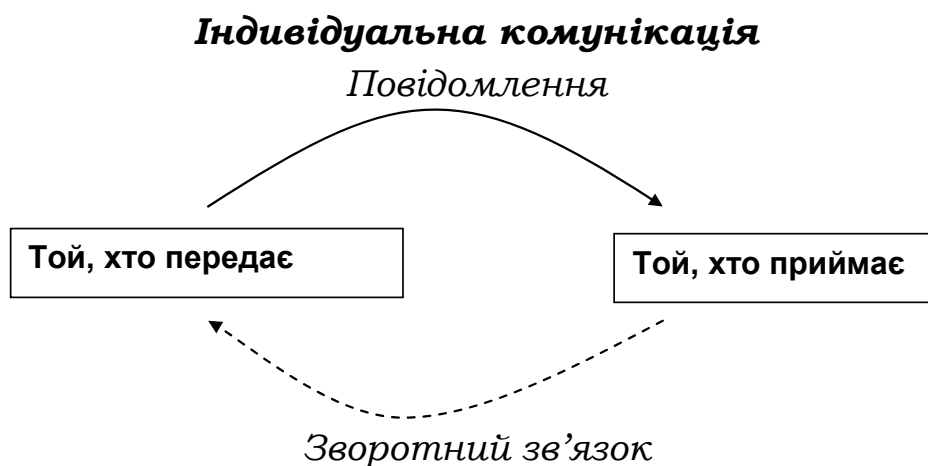 Індивідуальна комунікація
Повідомлення
Той, хто передає
Той, хто приймає
Зворотний зв’язок